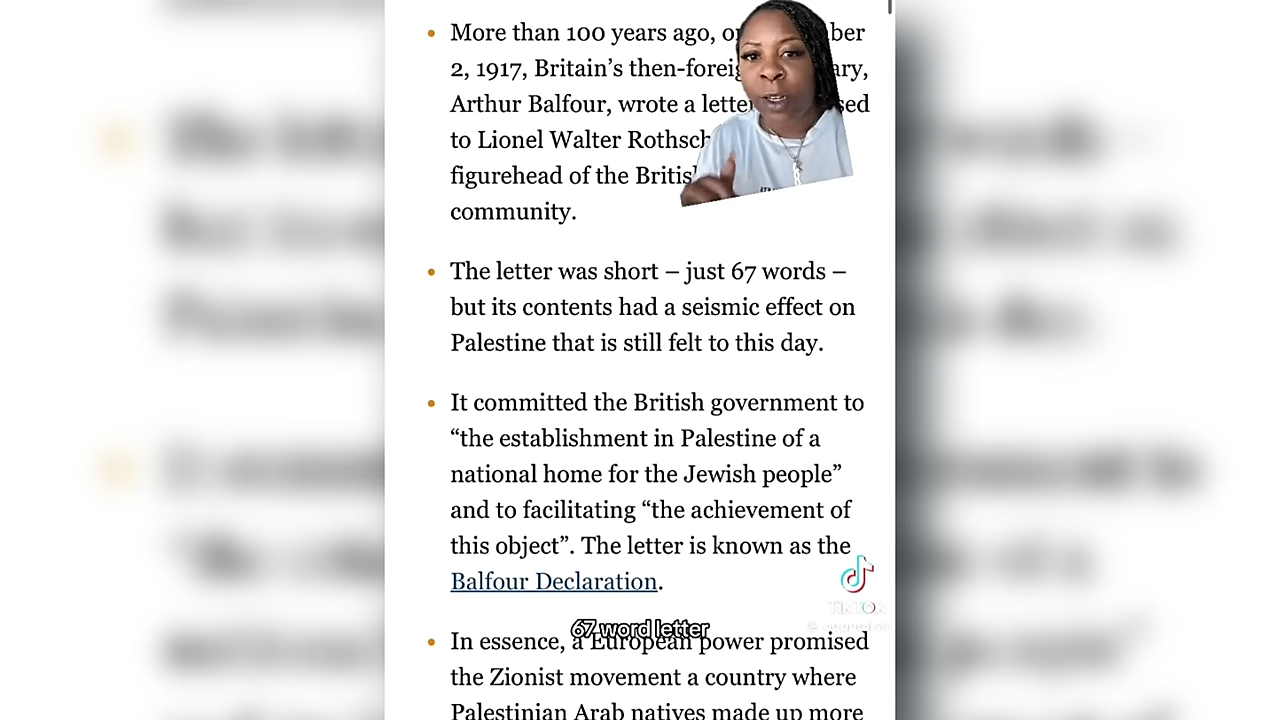 More than 100 years ago, on ber
2, 1917, Britain’s then-foreig ary,
Arthur Balfour, wrote a letter sed
to Lionel Walter Rothsch
figurehead of the Britis
community.
The letter was short – just 67 words –
but its contents had a seismic effect on
Palestine that is still felt to this day.
It committed the British government to
“the establishment in Palestine of a
national home for the Jewish people”
and to facilitating “the achievement of
this object”. The letter is known as the
Balfour Declaration.
TikTok
67 word letter
In essence, a European power promised
the Zionist movement a country where
Palestinian Arab natives made up more